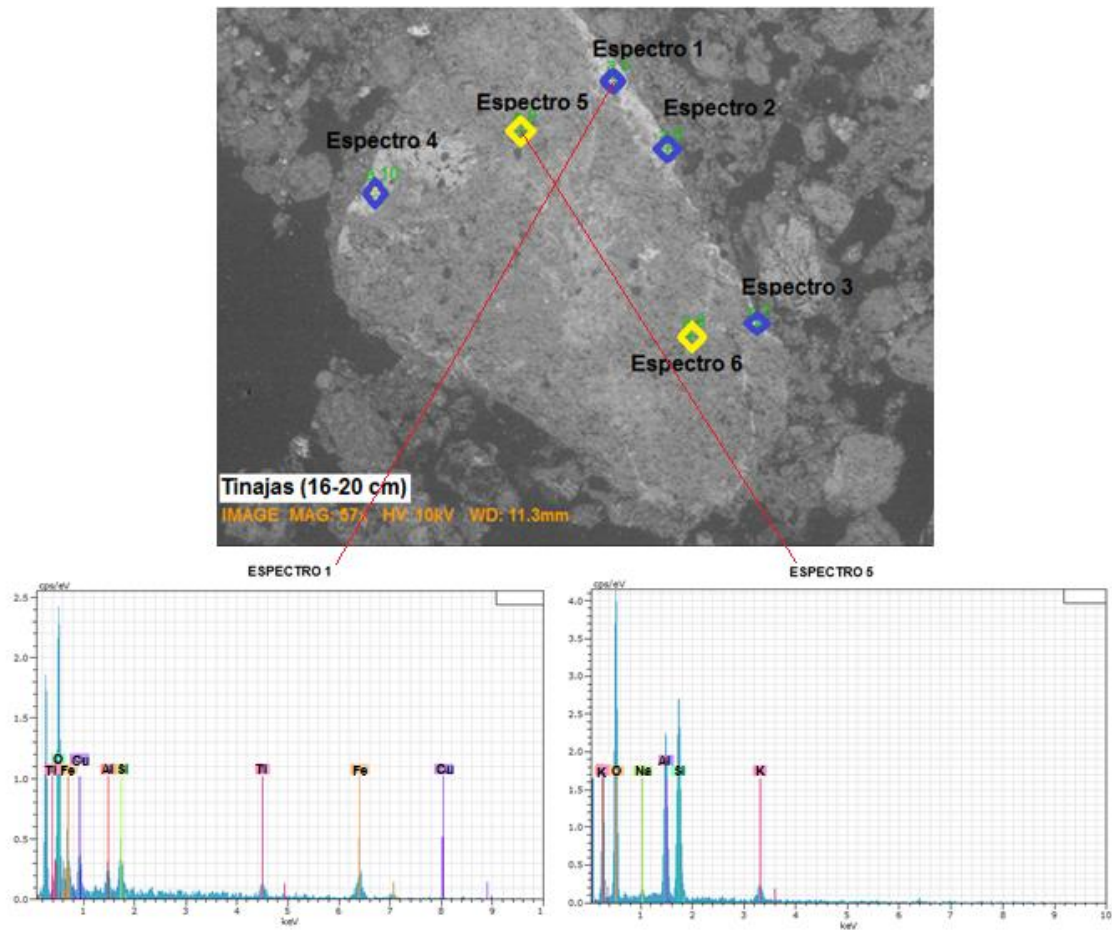 Espectro 1
Espectro 2
Espectro 5
Espectro 4
10
Espectro 3
Espectro 6
Tinajas (16-20 cm)
IMAGE MAG: 57x HV: 10kV WD: 11.3mm
ESPECTRO 1
cps/eV
2.5
2.0
1.5
1.0
0.5
0.0
Ti O Fe Cu Al Si Ti Fe Cu
1 2 3 4 5 6 7 8 9 1
keV
ESPECTRO 5
cps/eV
4.0
3.5
3.0
2.5
2.0
1.5
1.0
0.5
0.0
K O Na Al Si K
1 2 3 4 5 6 7 8 9 10
keV